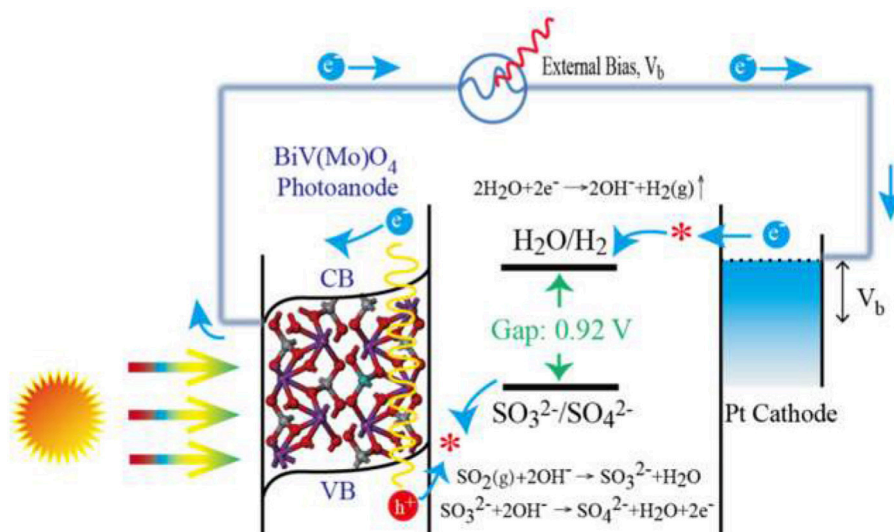 e⁻
e⁻
External Bias, V_b
BiV(Mo)O₄
Photoanode
2H₂O+2e⁻→2OH⁻+H₂(g)↑
e⁻
e⁻
H₂O/H₂
*
CB
V_b
Gap: 0.92 V
SO₃²⁻/SO₄²⁻
Pt Cathode
*
SO₂(g)+2OH⁻→SO₃²⁻+H₂O
VB
h⁺
SO₃²⁻+2OH⁻→SO₄²⁻+H₂O+2e⁻